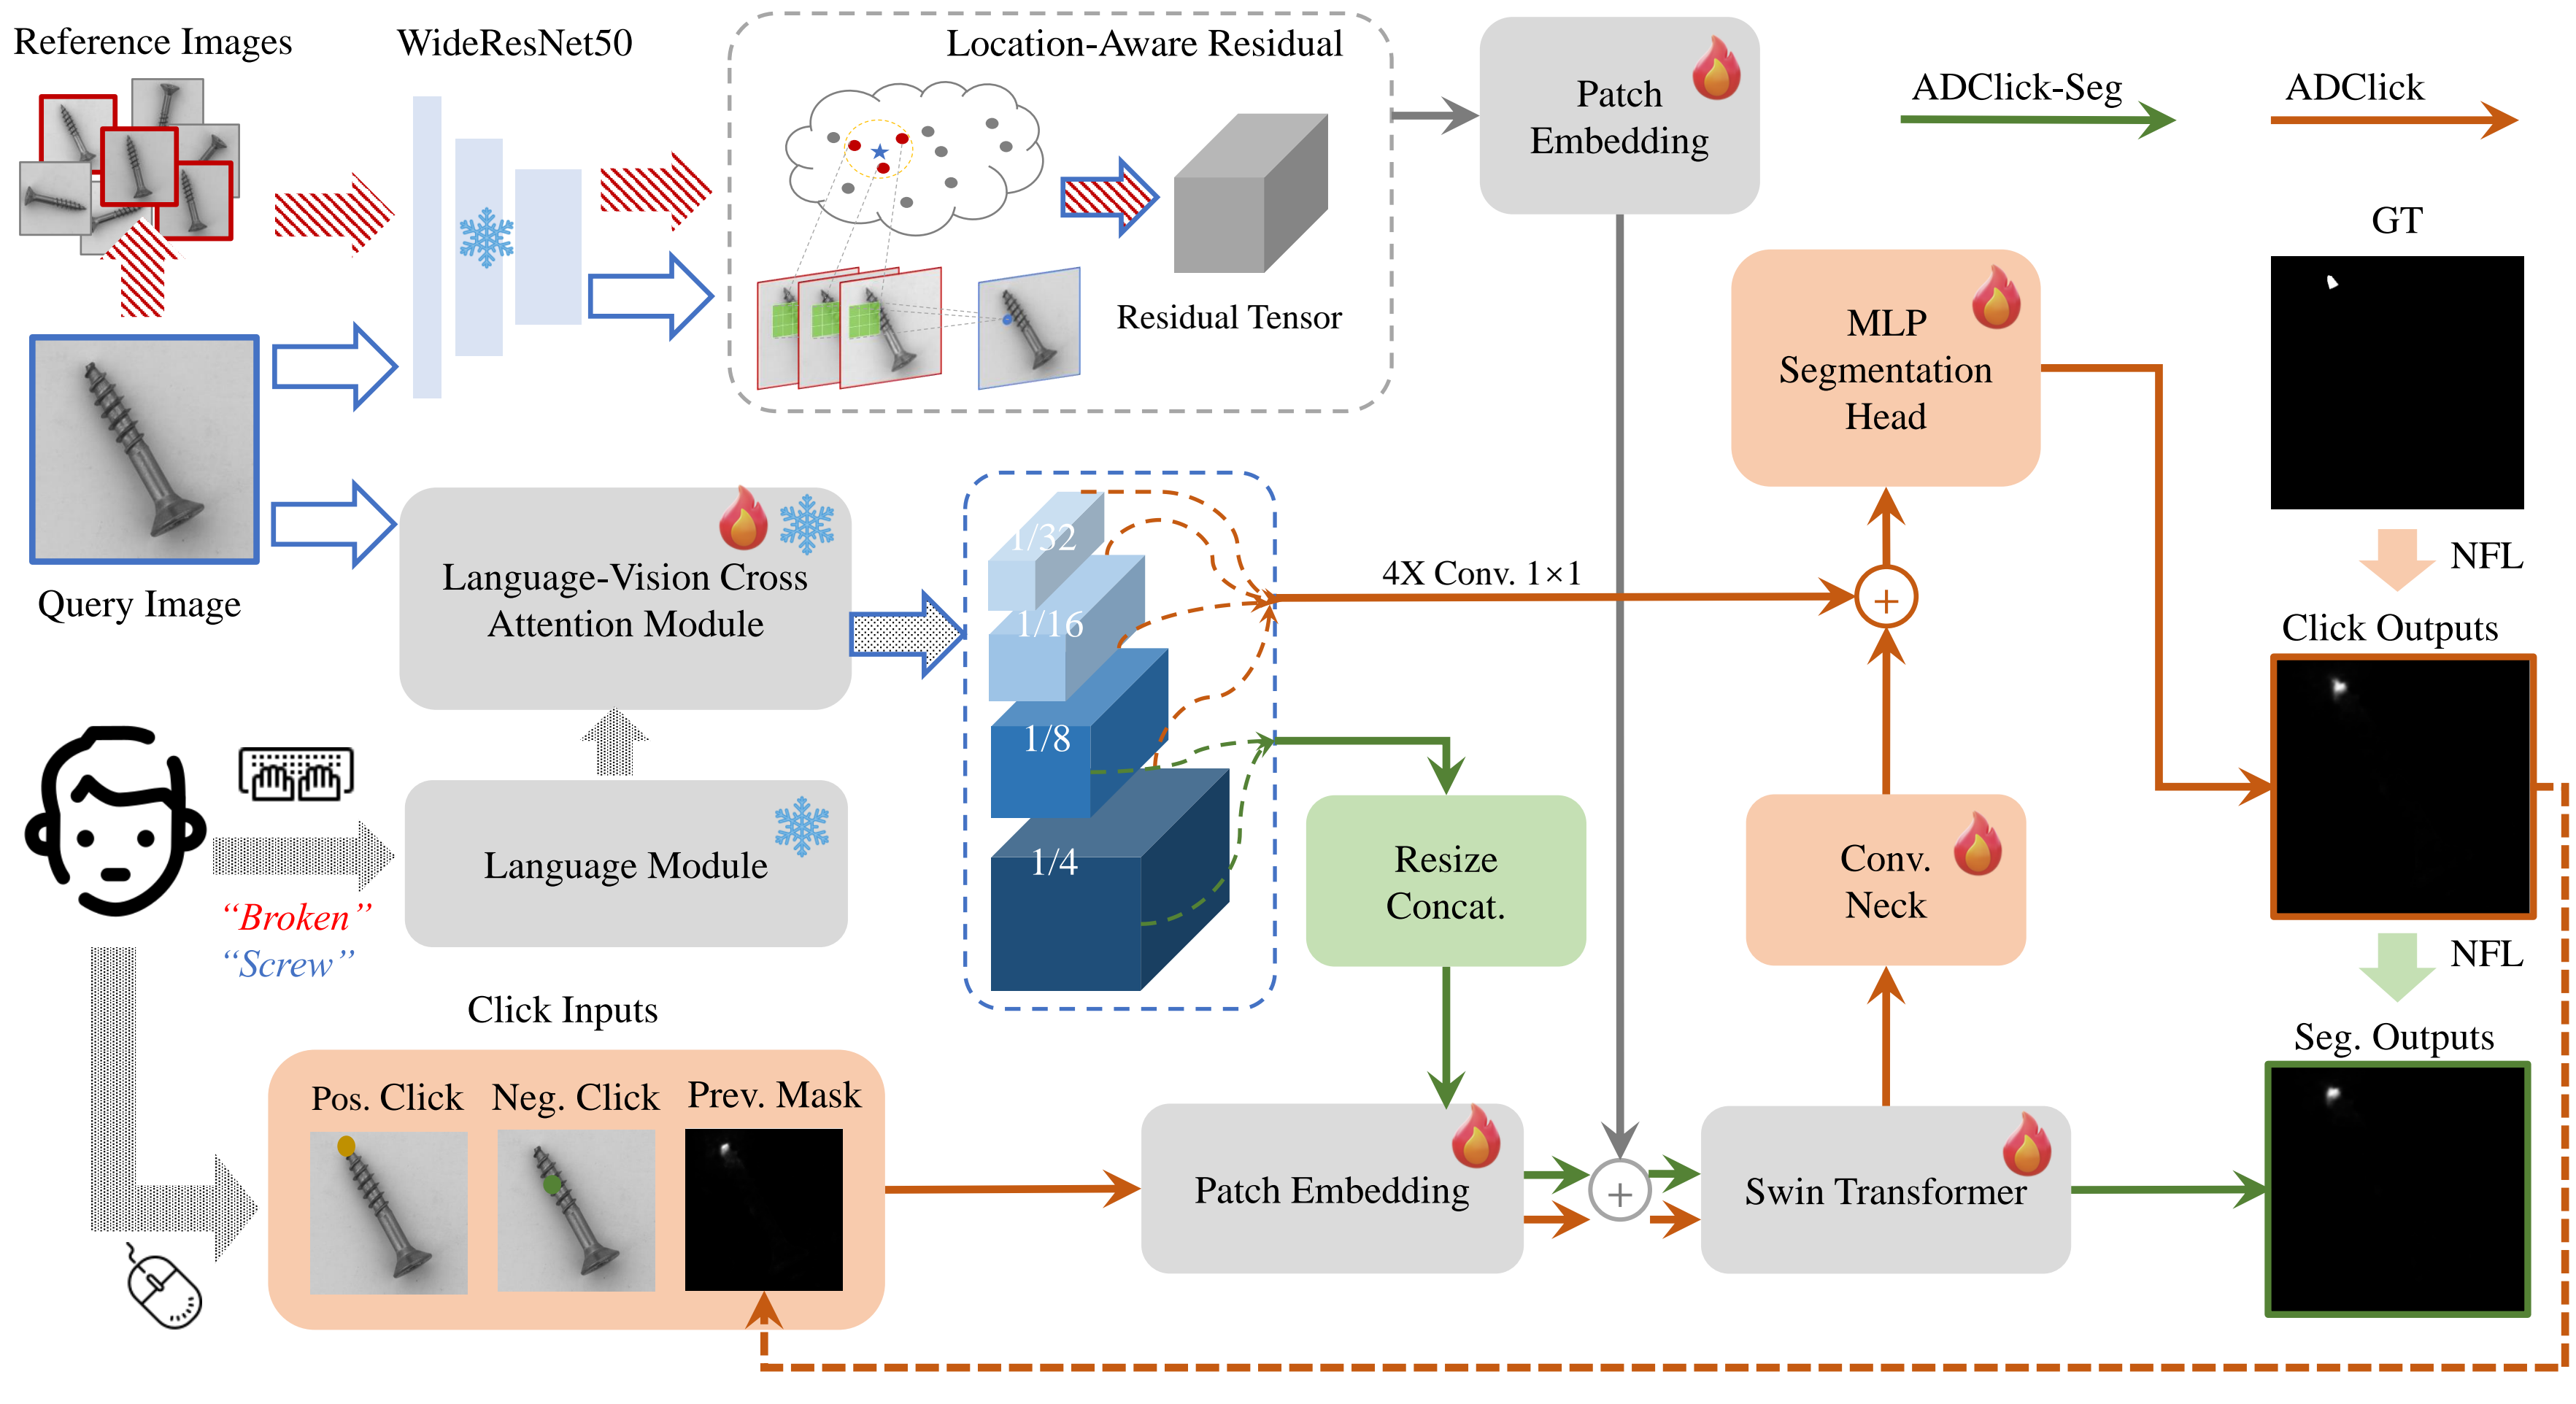 Reference Images
WideResNet50
Location-Aware Residual
Residual Tensor
Patch
Embedding
ADClick-Seg
ADClick
GT
NFL
Click Outputs
NFL
Seg. Outputs
MLP
Segmentation
Head
Query Image
Language-Vision Cross
Attention Module
1/32
1/16
1/8
1/4
4X Conv. 1×1
+
Language Module
“Broken”
“Screw”
Resize
Concat.
Conv.
Neck
Click Inputs
Pos. Click
Neg. Click
Prev. Mask
Patch Embedding
+
Swin Transformer